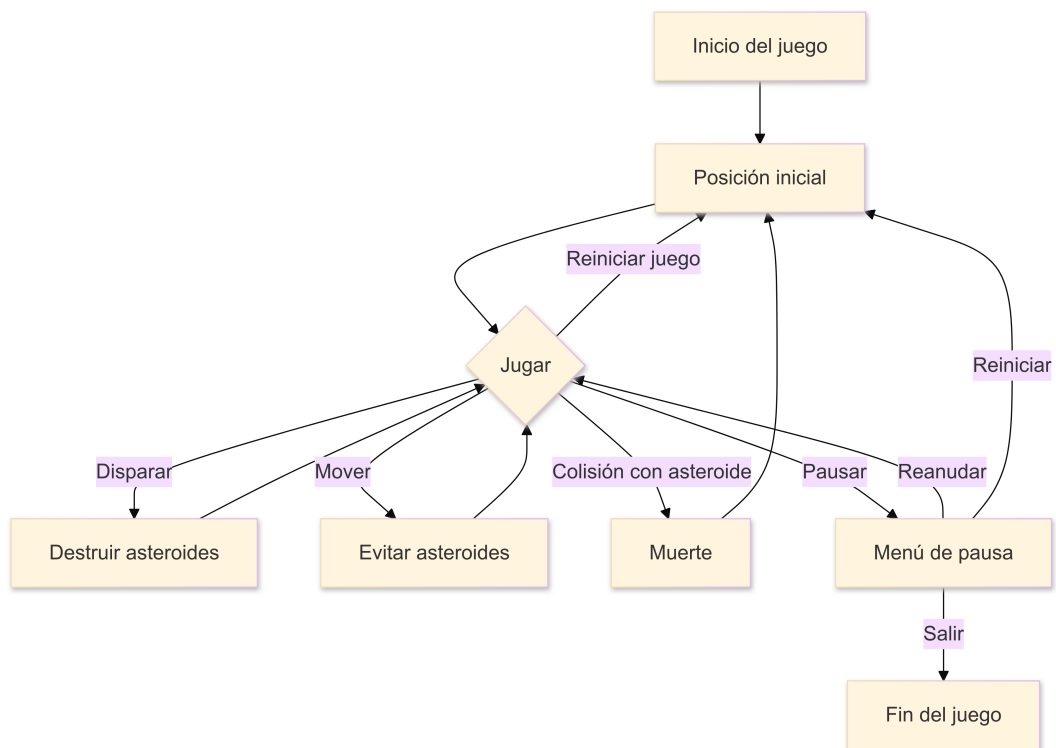 Inicio del juego
Posición inicial
Reiniciar juego
Jugar
Reiniciar
Disparar
Mover
Colisión con asteroide
Pausar
Reanudar
Destruir asteroides
Evitar asteroides
Muerte
Menú de pausa
Salir
Fin del juego